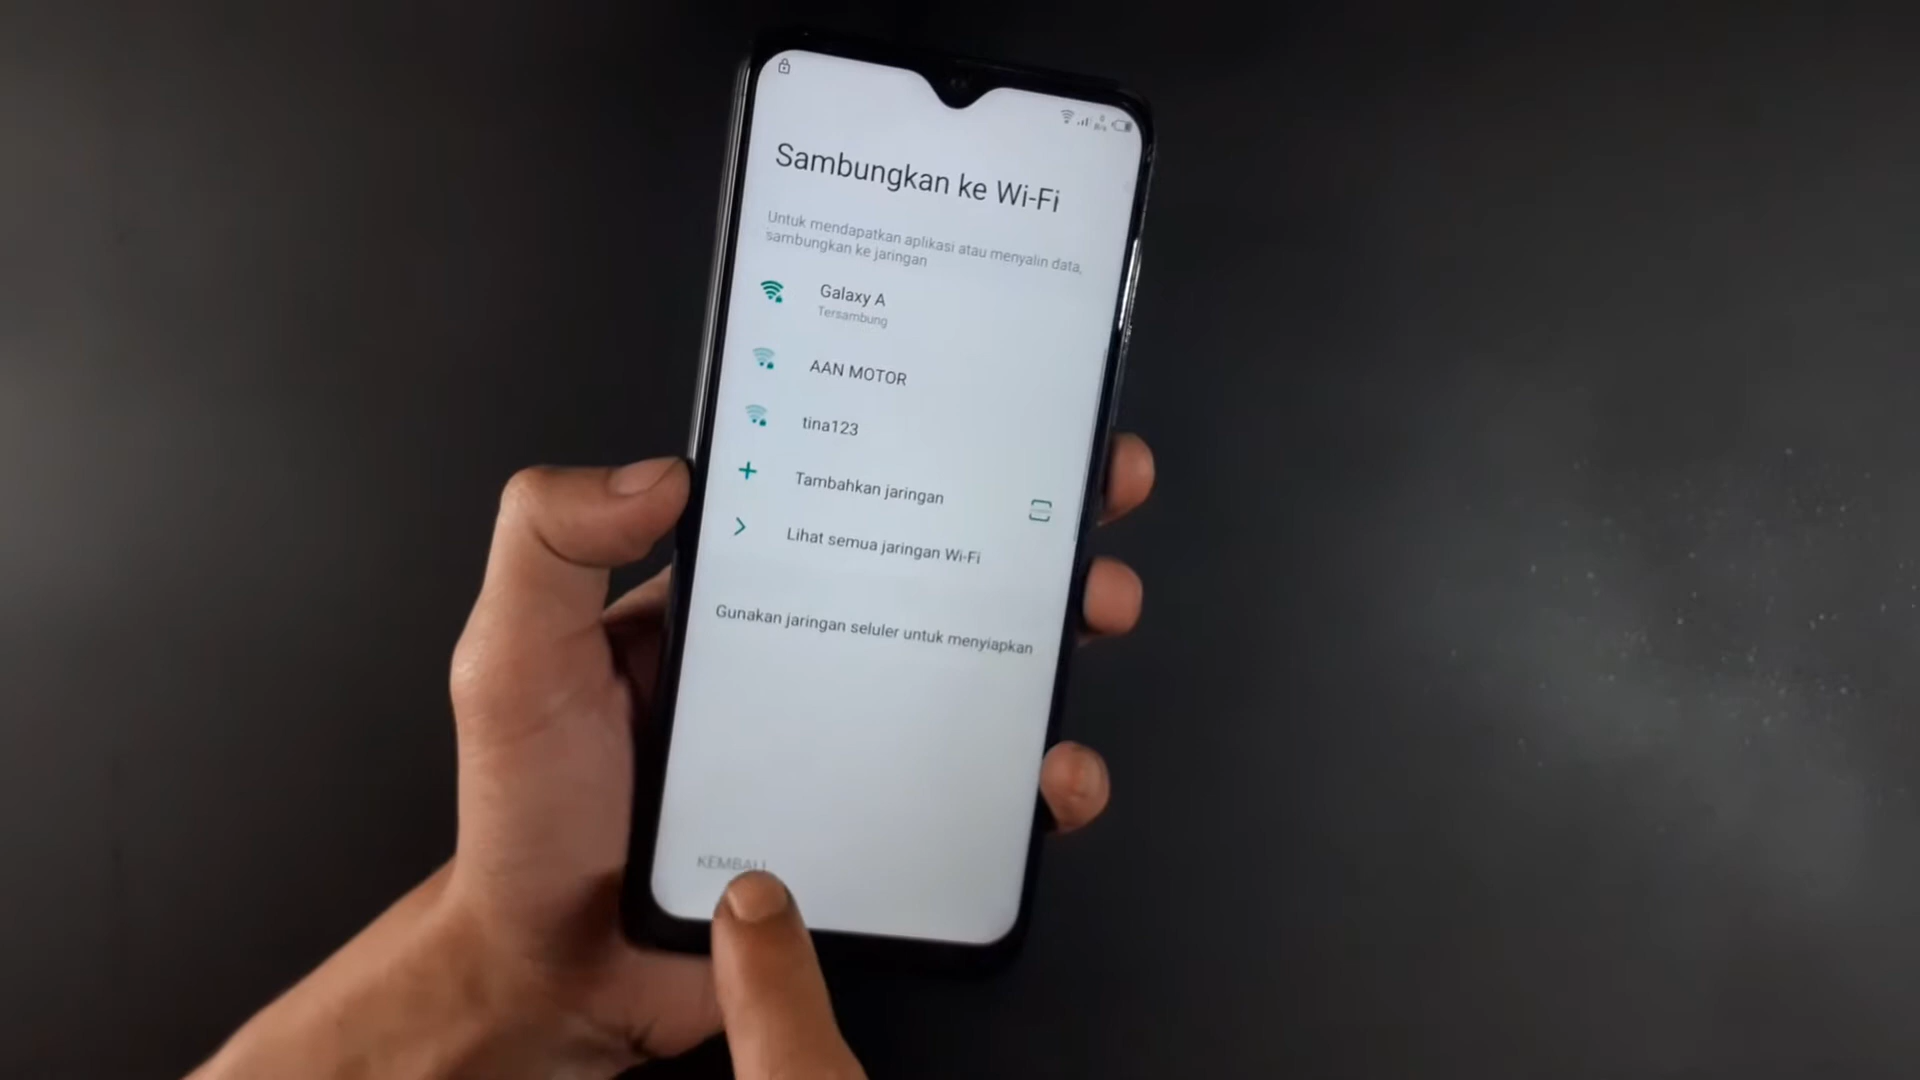 Sambungkan ke Wi-Fi
Untuk mendapatkan aplikasi atau menyalin data,
sambungkan ke jaringan
Galaxy A
Tersambung
AAN MOTOR
tina123
Tambahkan jaringan
Lihat semua jaringan Wi-Fi
Gunakan jaringan seluler untuk menyiapkan
KEMBALI